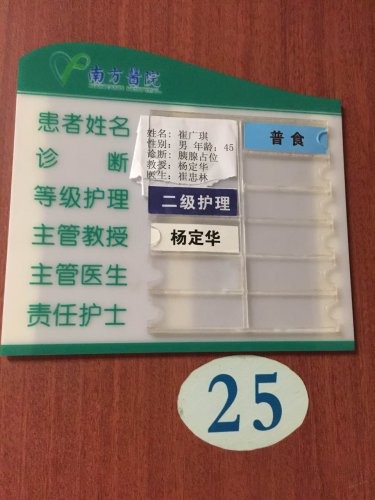 南方醫院
患者姓名
姓名: 崔广琪
性别: 男 年龄: 45
诊断: 胰腺占位
教授: 杨定华
医生: 崔忠林
普食
诊 断
等级护理
二级护理
主管教授
杨定华
主管医生
责任护士
25